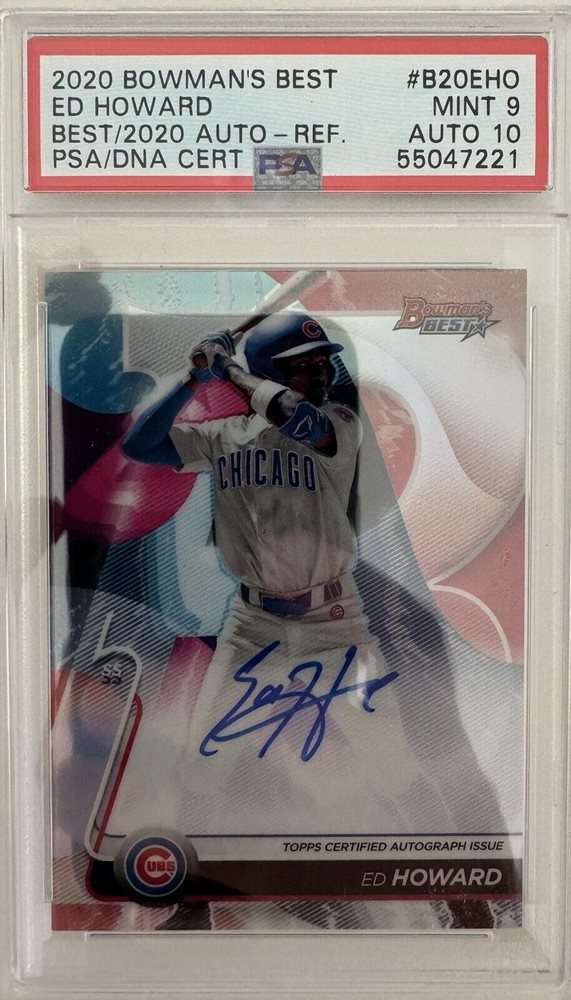 2020 BOWMAN'S BEST #B20EHO
ED HOWARD MINT 9
BEST/2020 AUTO - REF. AUTO 10
PSA/DNA CERT PSA 55047221
Bowman's
BEST
C
CHICAGO
SS
TOPPS CERTIFIED AUTOGRAPH ISSUE
CUBS
ED HOWARD